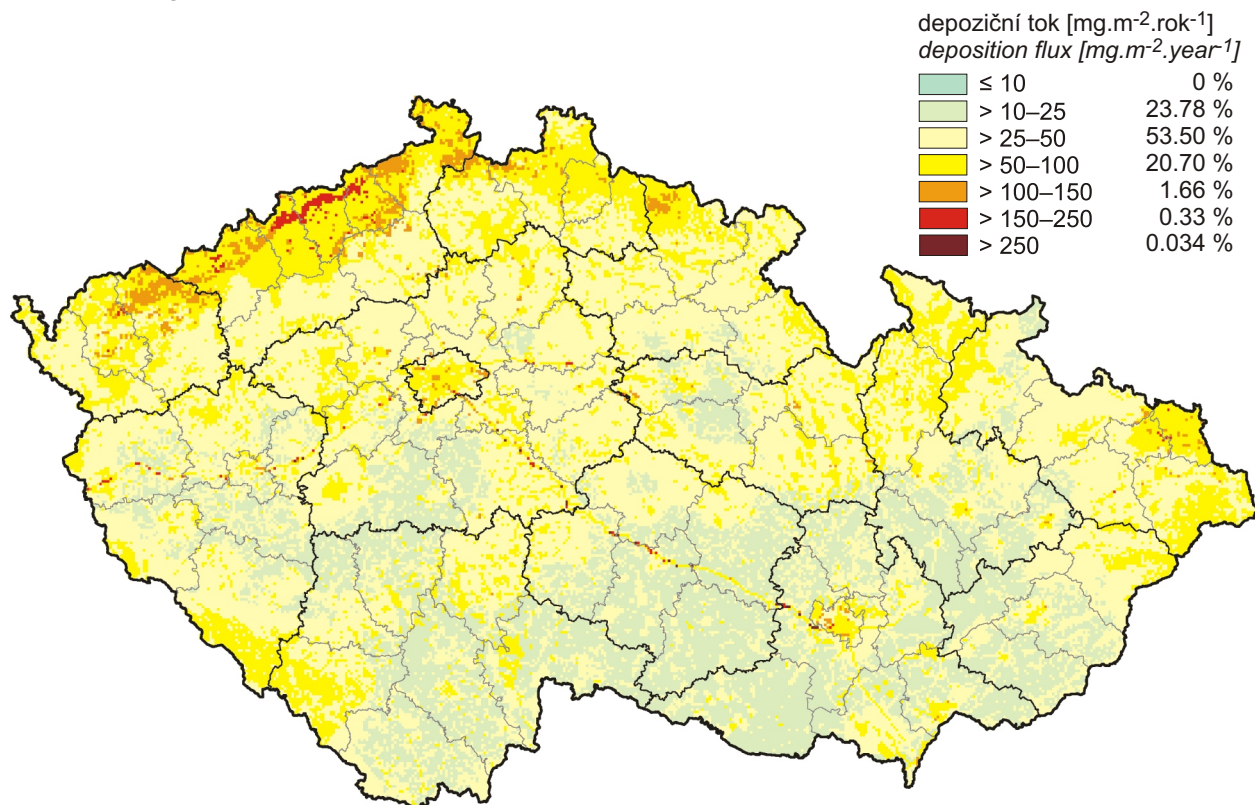 depoziční tok [mg.m-2.rok-1]
deposition flux [mg.m-2.year-1]
≤ 10 0 %
> 10–25 23.78 %
> 25–50 53.50 %
> 50–100 20.70 %
> 100–150 1.66 %
> 150–250 0.33 %
> 250 0.034 %